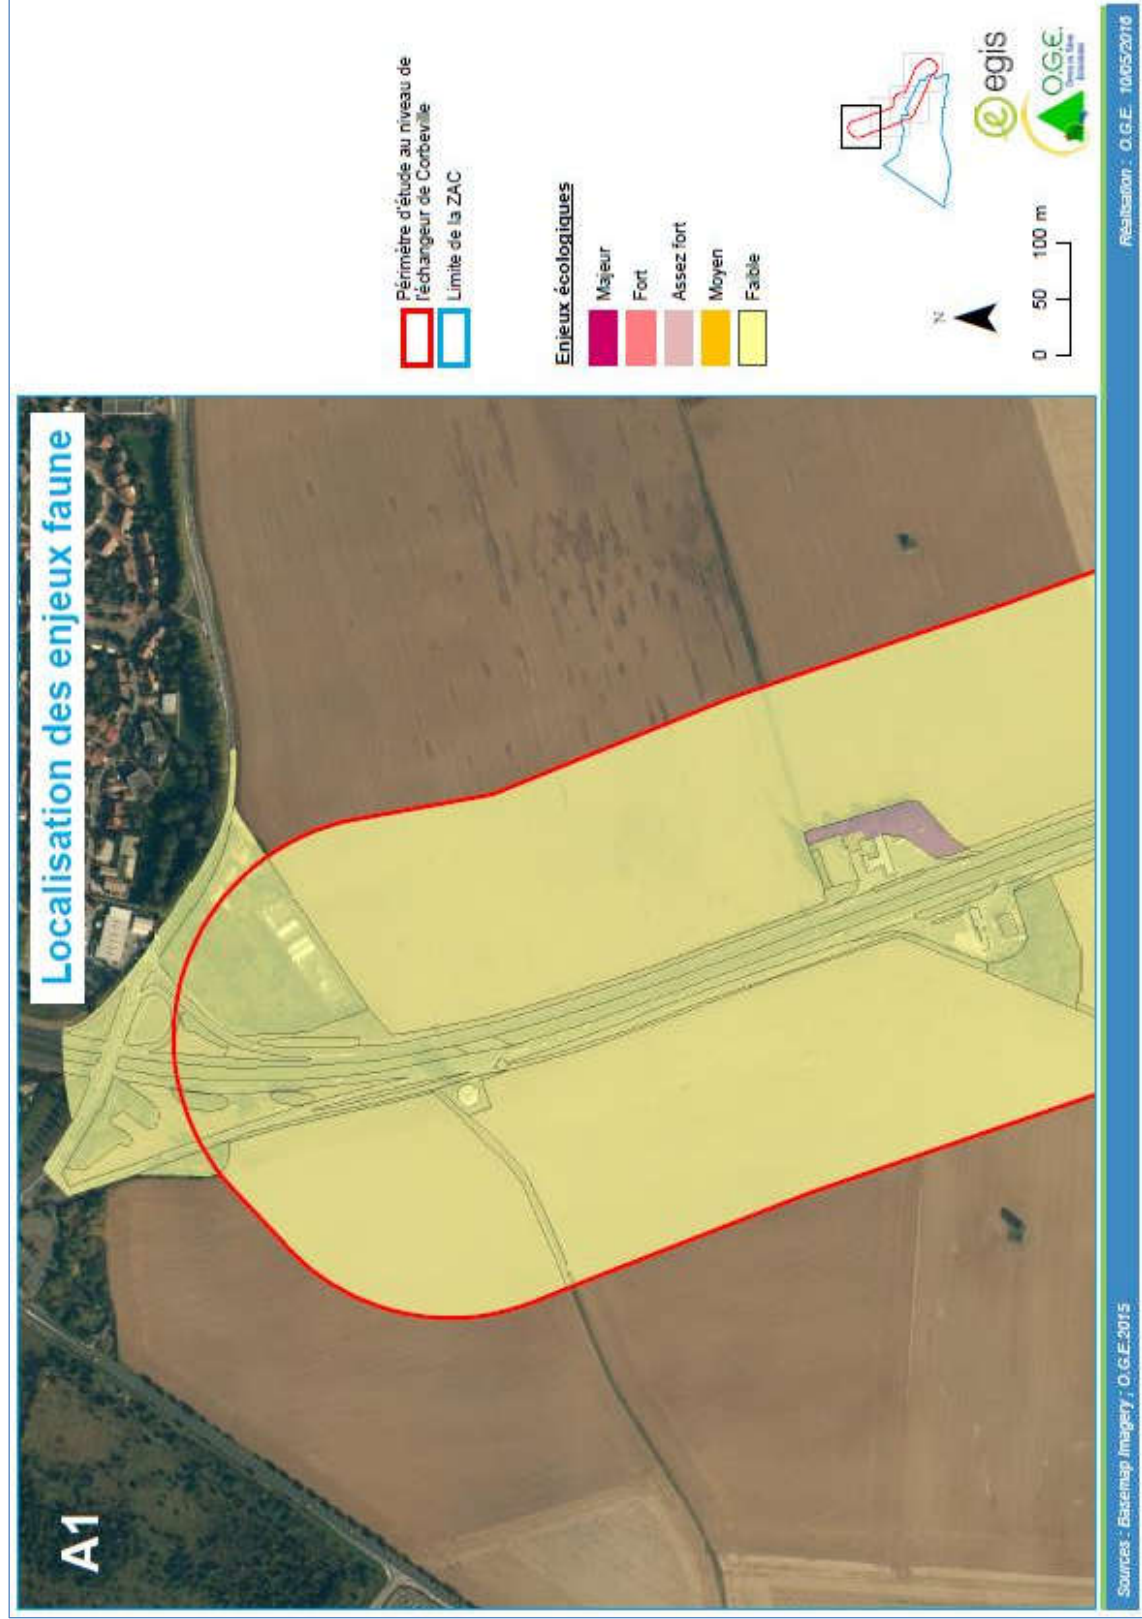 Localisation des enjeux faune
A1
Périmètre d'étude au niveau de
l'échangeur de Corbeville
Limite de la ZAC
Enjeux écologiques
Majeur
Fort
Assez fort
Moyen
Faible
N
0 50 100 m
egis
O.G.E.
Sources : Basemap Imagery ; O.G.E.2015
Réalisation : O.G.E. 10/05/2016